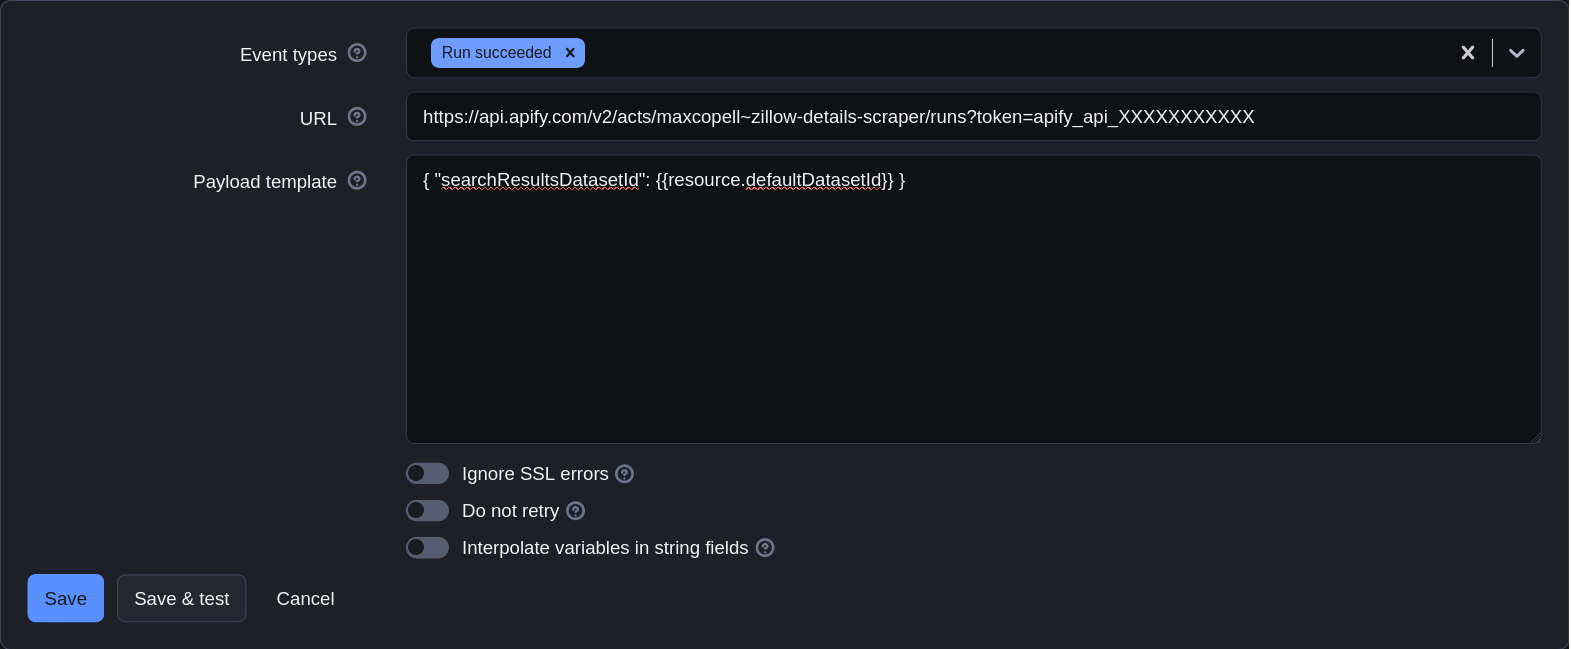 Event types
Run succeeded
URL
https://api.apify.com/v2/acts/maxcopell~zillow-details-scraper/runs?token=apify_api_XXXXXXXXXXX
Payload template
{ "searchResultsDatasetId": {{resource.defaultDatasetId}} }
Ignore SSL errors
Do not retry
Interpolate variables in string fields
Save Save & test Cancel